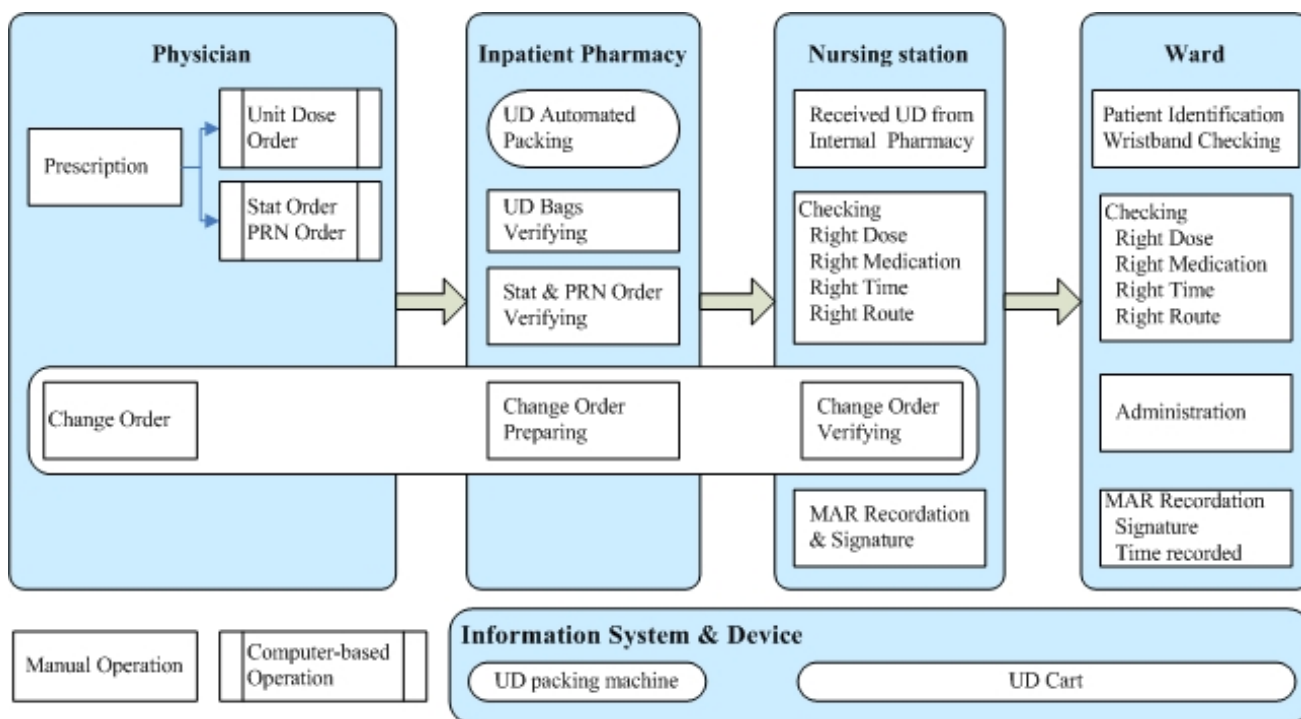 Physician
Prescription
Unit Dose
Order
Stat Order
PRN Order
Change Order
Inpatient Pharmacy
UD Automated
Packing
UD Bags
Verifying
Stat & PRN Order
Verifying
Change Order
Preparing
Nursing station
Received UD from
Internal Pharmacy
Checking
Right Dose
Right Medication
Right Time
Right Route
Change Order
Verifying
MAR Recordation
& Signature
Ward
Patient Identification
Wristband Checking
Checking
Right Dose
Right Medication
Right Time
Right Route
Administration
MAR Recordation
Signature
Time recorded
Manual Operation
Computer-based
Operation
Information System & Device
UD packing machine
UD Cart